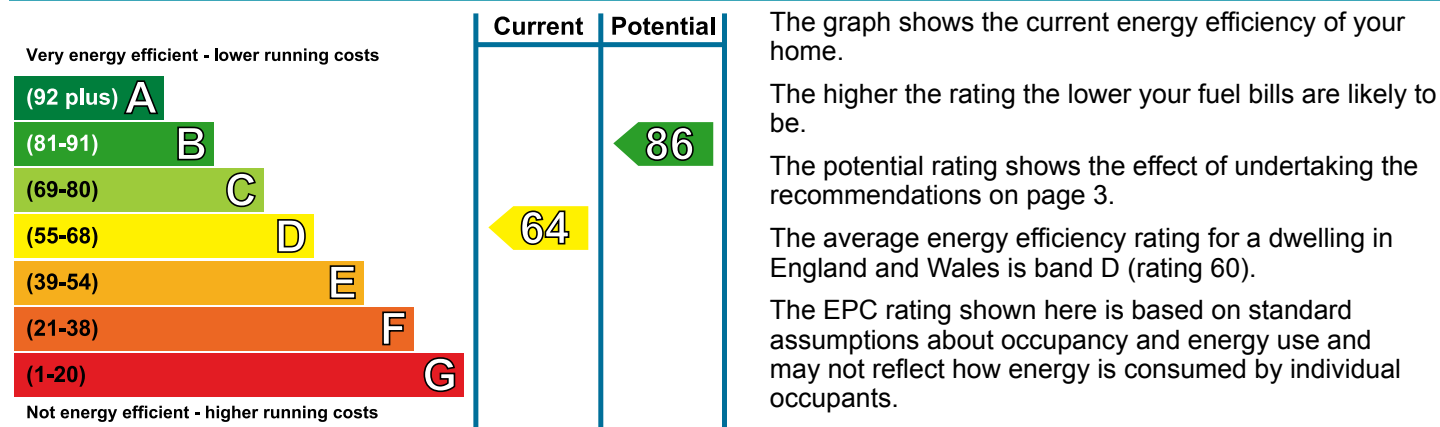 Current Potential
Very energy efficient - lower running costs
(92 plus) A
(81-91) B
86
(69-80) C
(55-68) D
64
(39-54) E
(21-38) F
(1-20) G
Not energy efficient - higher running costs
The graph shows the current energy efficiency of your
home.
The higher the rating the lower your fuel bills are likely to
be.
The potential rating shows the effect of undertaking the
recommendations on page 3.
The average energy efficiency rating for a dwelling in
England and Wales is band D (rating 60).
The EPC rating shown here is based on standard
assumptions about occupancy and energy use and
may not reflect how energy is consumed by individual
occupants.